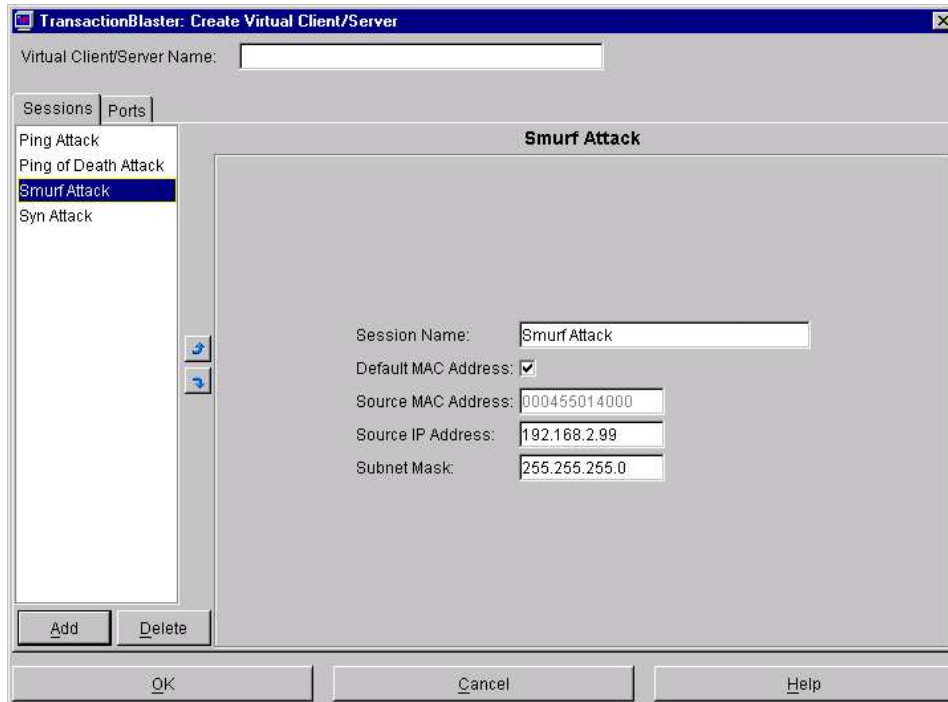 TransactionBlaster: Create Virtual Client/Server
Virtual Client/Server Name:
Sessions Ports
Ping Attack
Ping of Death Attack
Smurf Attack
Syn Attack
Smurf Attack
Session Name: Smurf Attack
Default MAC Address:
Source MAC Address: 000455014000
Source IP Address: 192.168.2.99
Subnet Mask: 255.255.255.0
Add Delete
OK Cancel Help